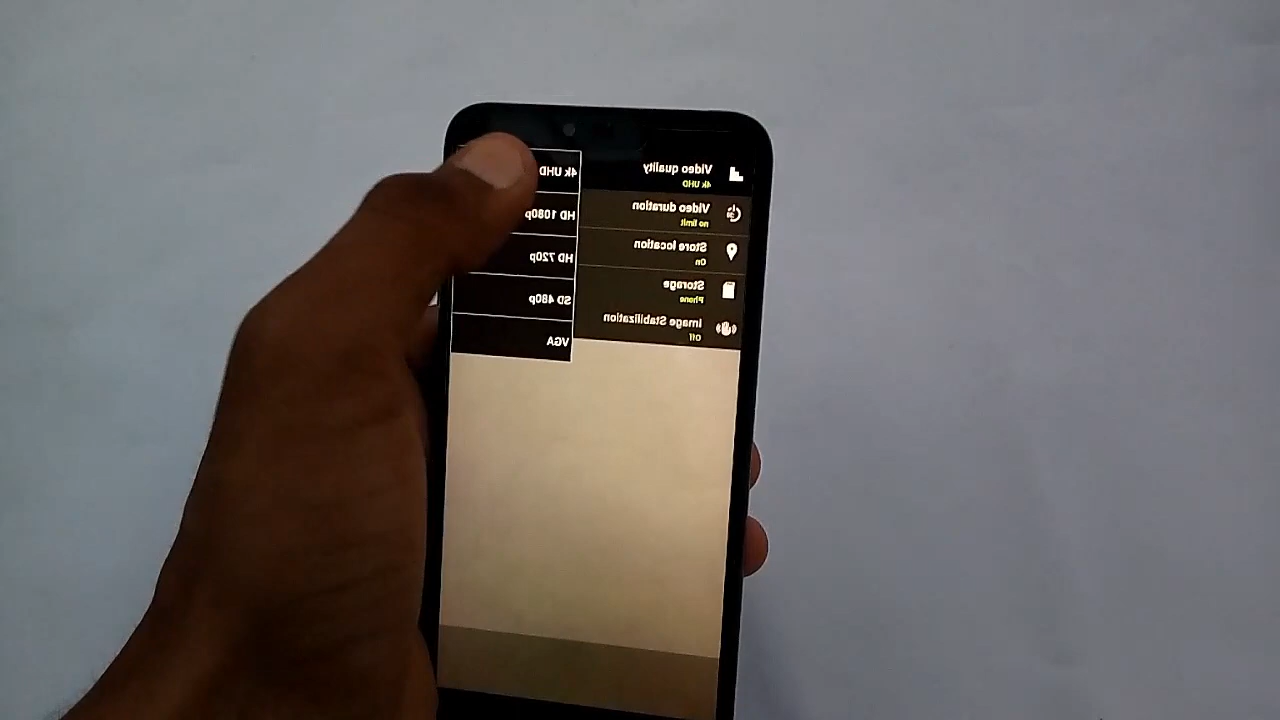 Video quality
4k UHD
Video duration
no limit
Store location
On
Storage
Phone
Image Stabilization
Off
4k UHD
HD 1080p
HD 720p
SD 480p
VGA